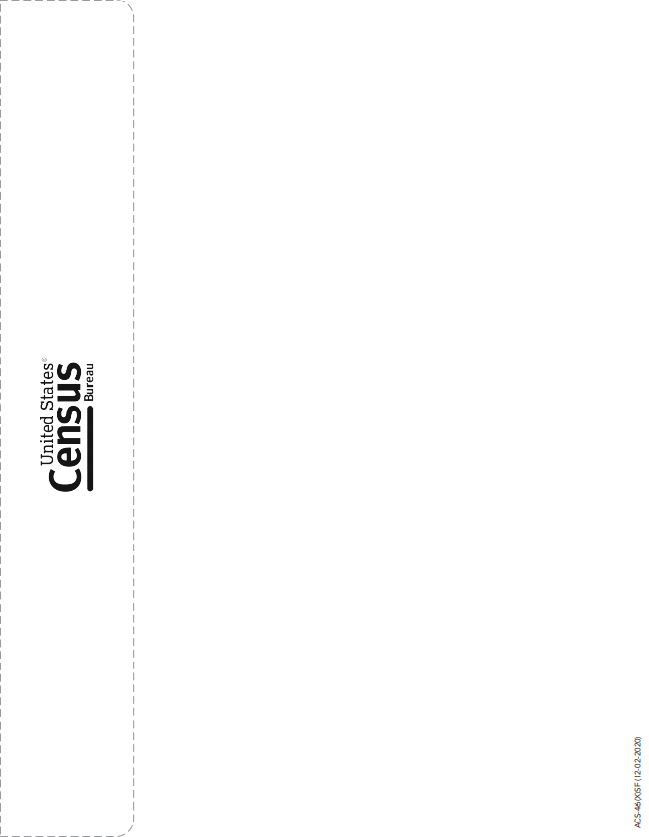 United States®
Census
Bureau
ACS-46(X)SF (12-02-2020)